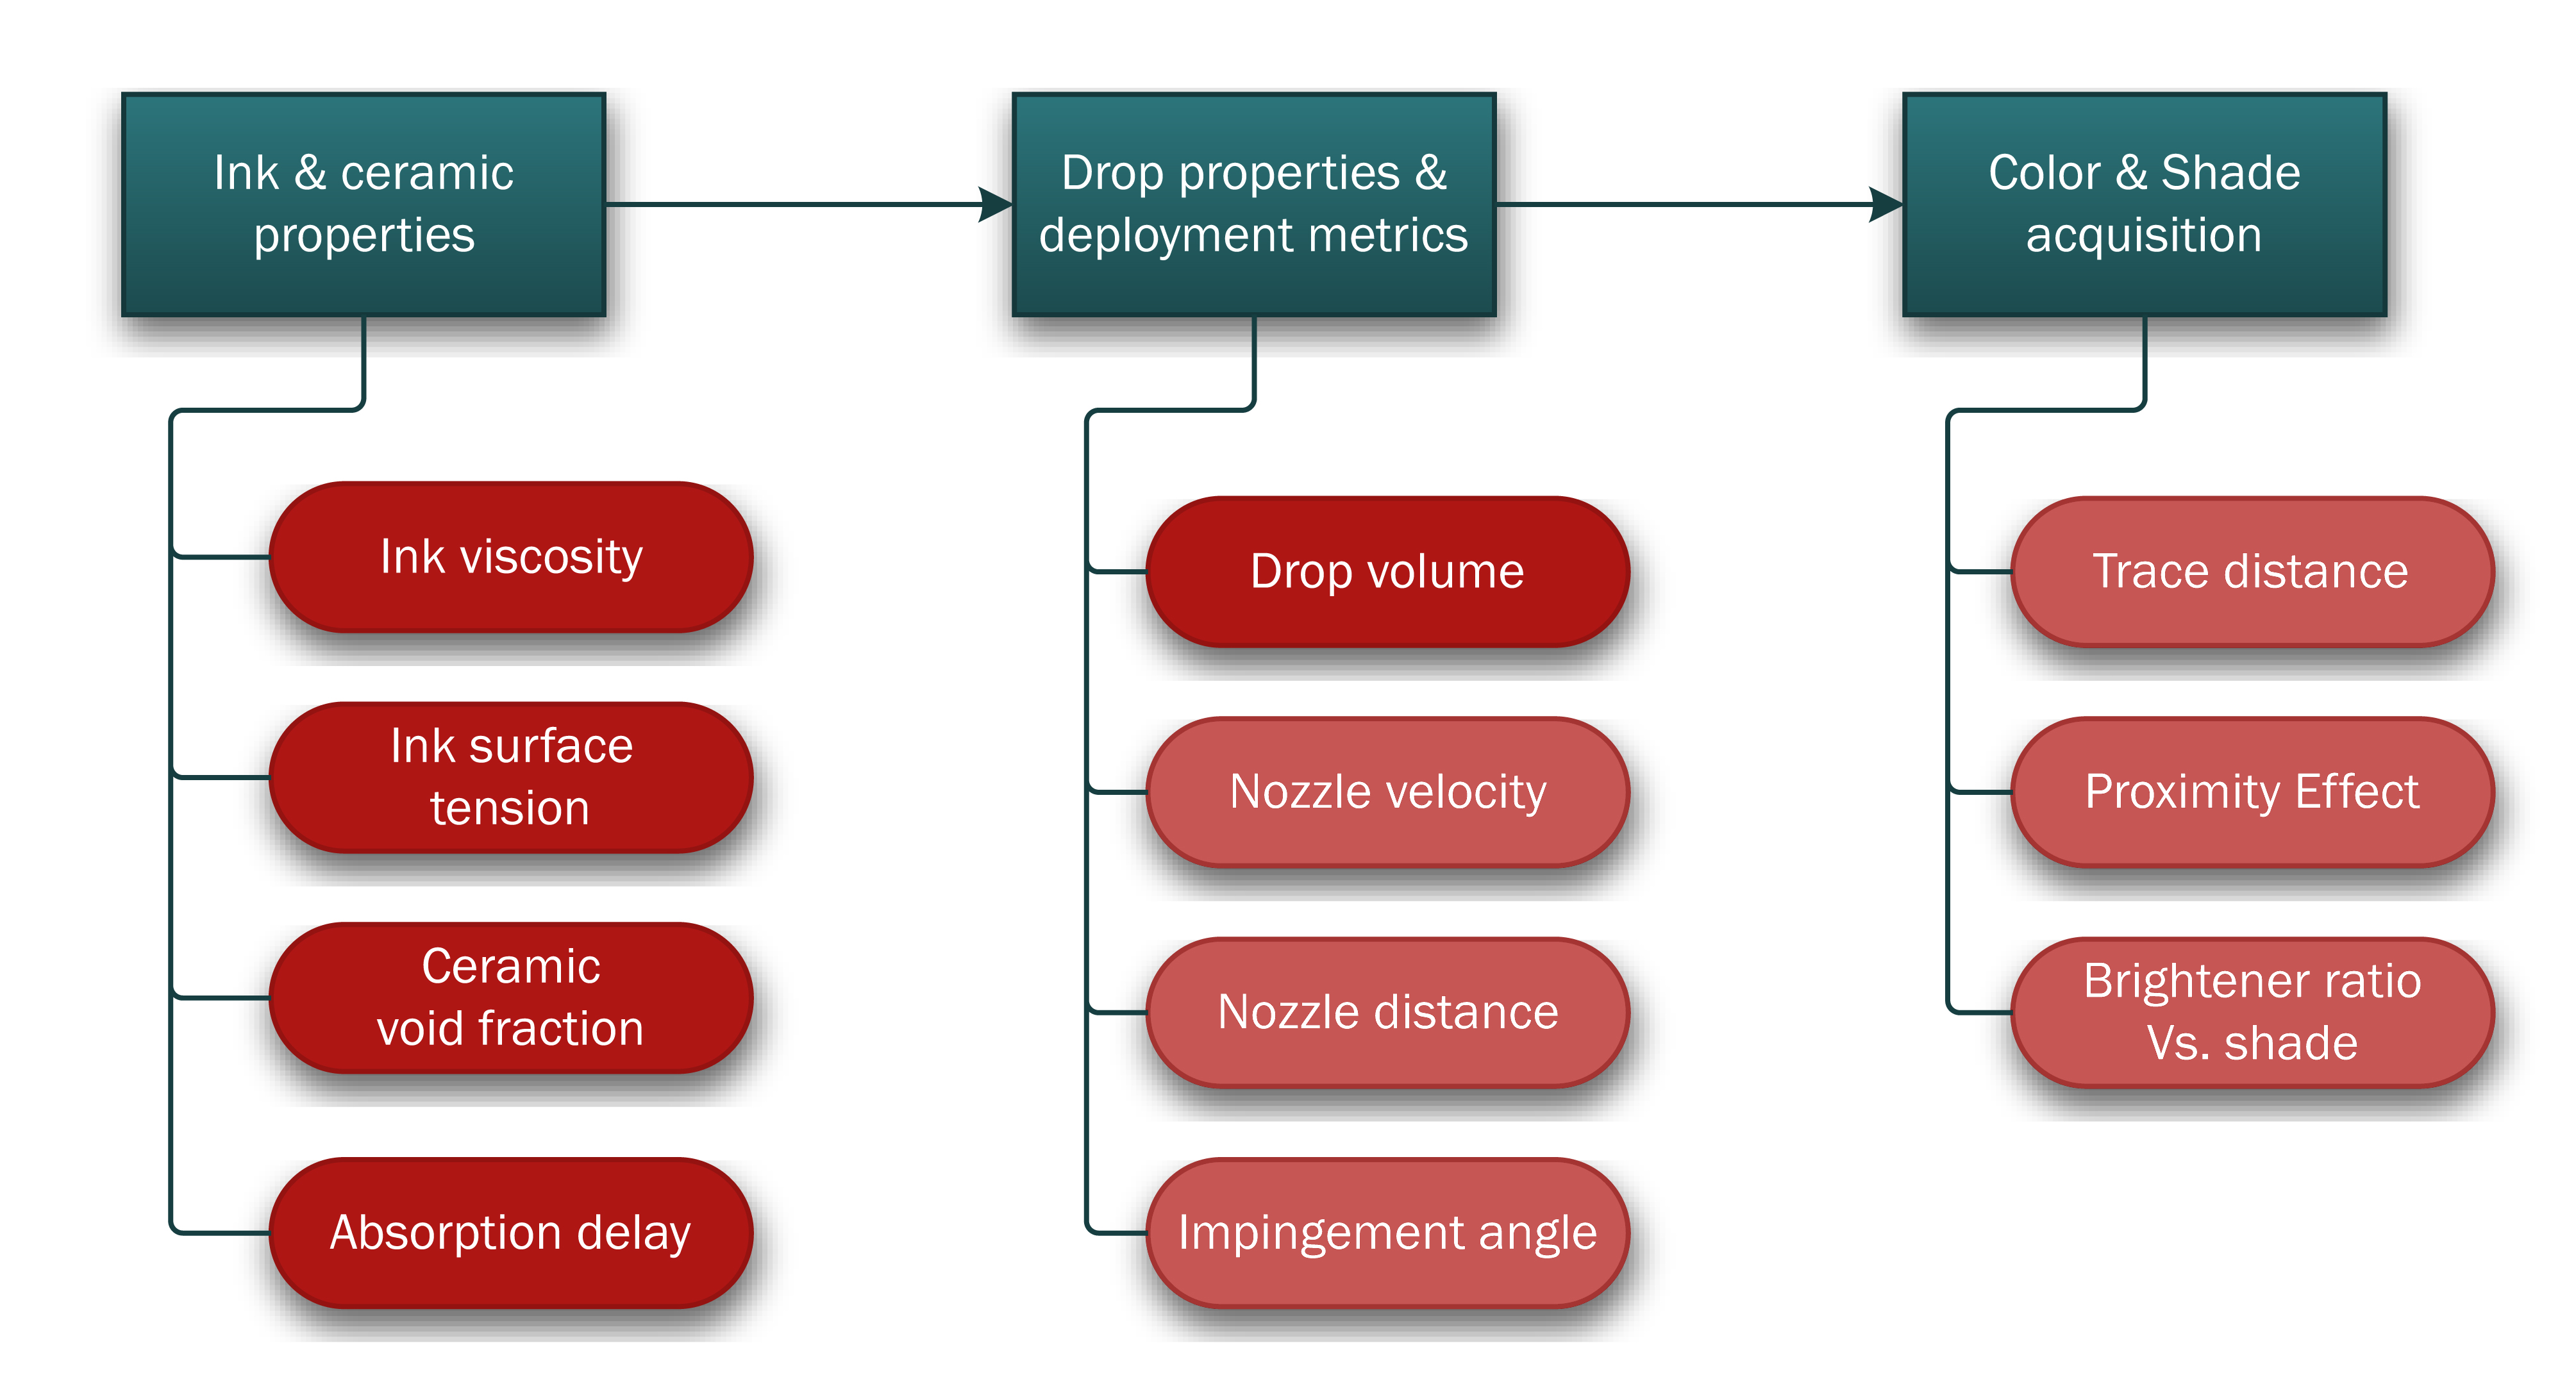 Ink & ceramic
properties
Drop properties &
deployment metrics
Color & Shade
acquisition
Ink viscosity
Ink surface
tension
Ceramic
void fraction
Absorption delay
Drop volume
Nozzle velocity
Nozzle distance
Impingement angle
Trace distance
Proximity Effect
Brightener ratio
Vs. shade